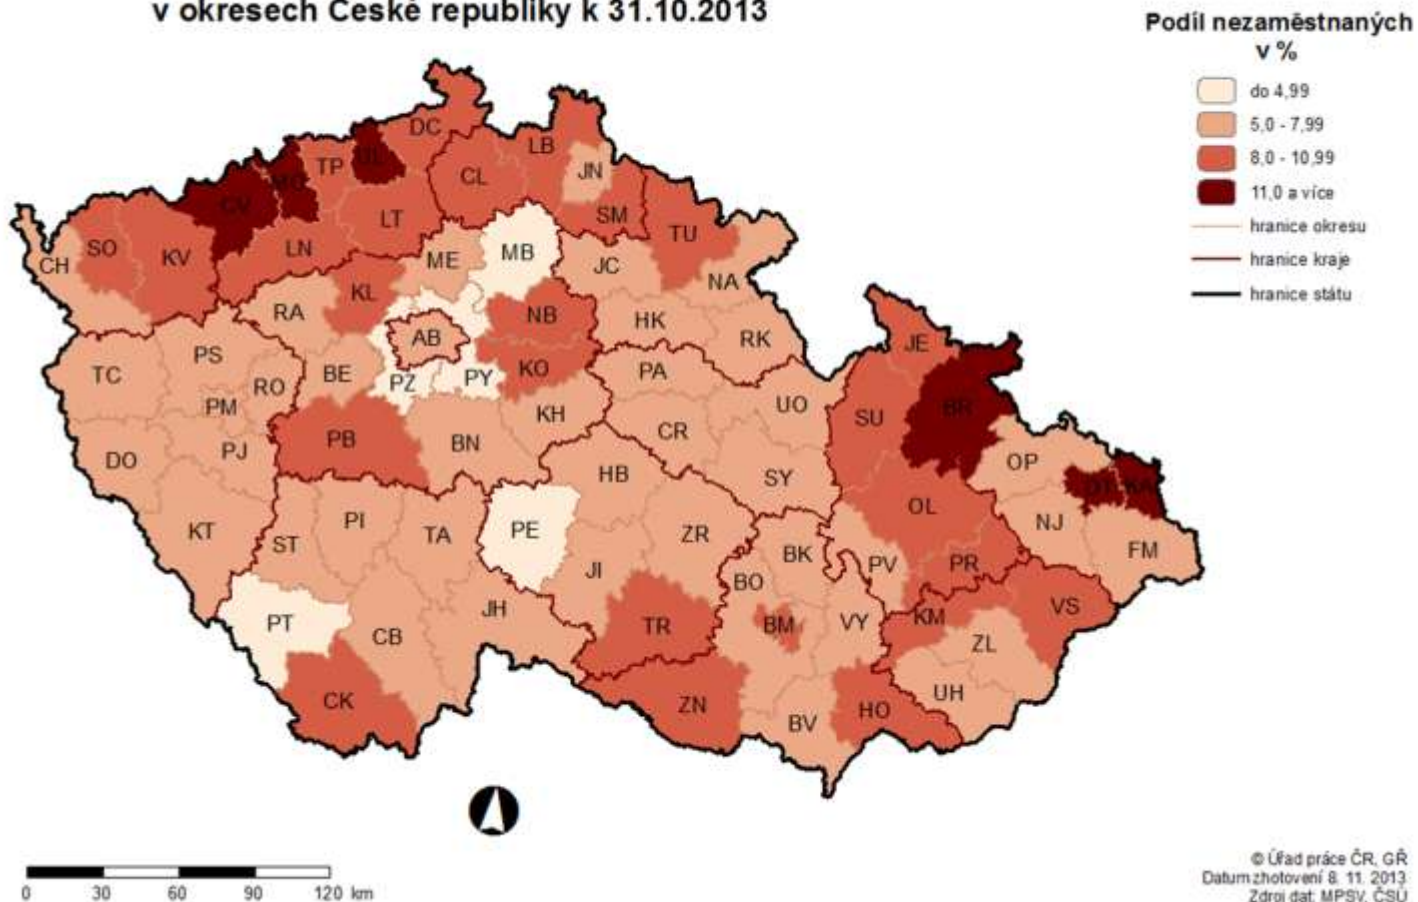 v okresech České republiky k 31.10.2013
Podíl nezaměstnaných
v %
do 4,99
5,0 - 7,99
8,0 - 10,99
11,0 a více
hranice okresu
hranice kraje
hranice státu
DC
LB
TP
UL
CL
JN
MO
CV
LT
SM
TU
SO
KV
LN
ME
MB
JC
CH
NA
RA
KL
NB
HK
AB
RK
JE
PS
TC
RO
BE
PZ
PY
KO
PA
UO
PM
KH
SU
BR
CR
PB
BN
PJ
DO
HB
SY
OP
OT
KA
OL
KT
ST
PI
TA
PE
ZR
NJ
FM
JI
BO
BK
PV
PR
PT
CB
JH
TR
BM
VY
KM
VS
ZL
CK
ZN
BV
HO
UH
0 30 60 90 120 km
© Úřad práce ČR, GŘ
Datum zhotovení 8. 11. 2013
Zdroj dat: MPSV, ČSÚ